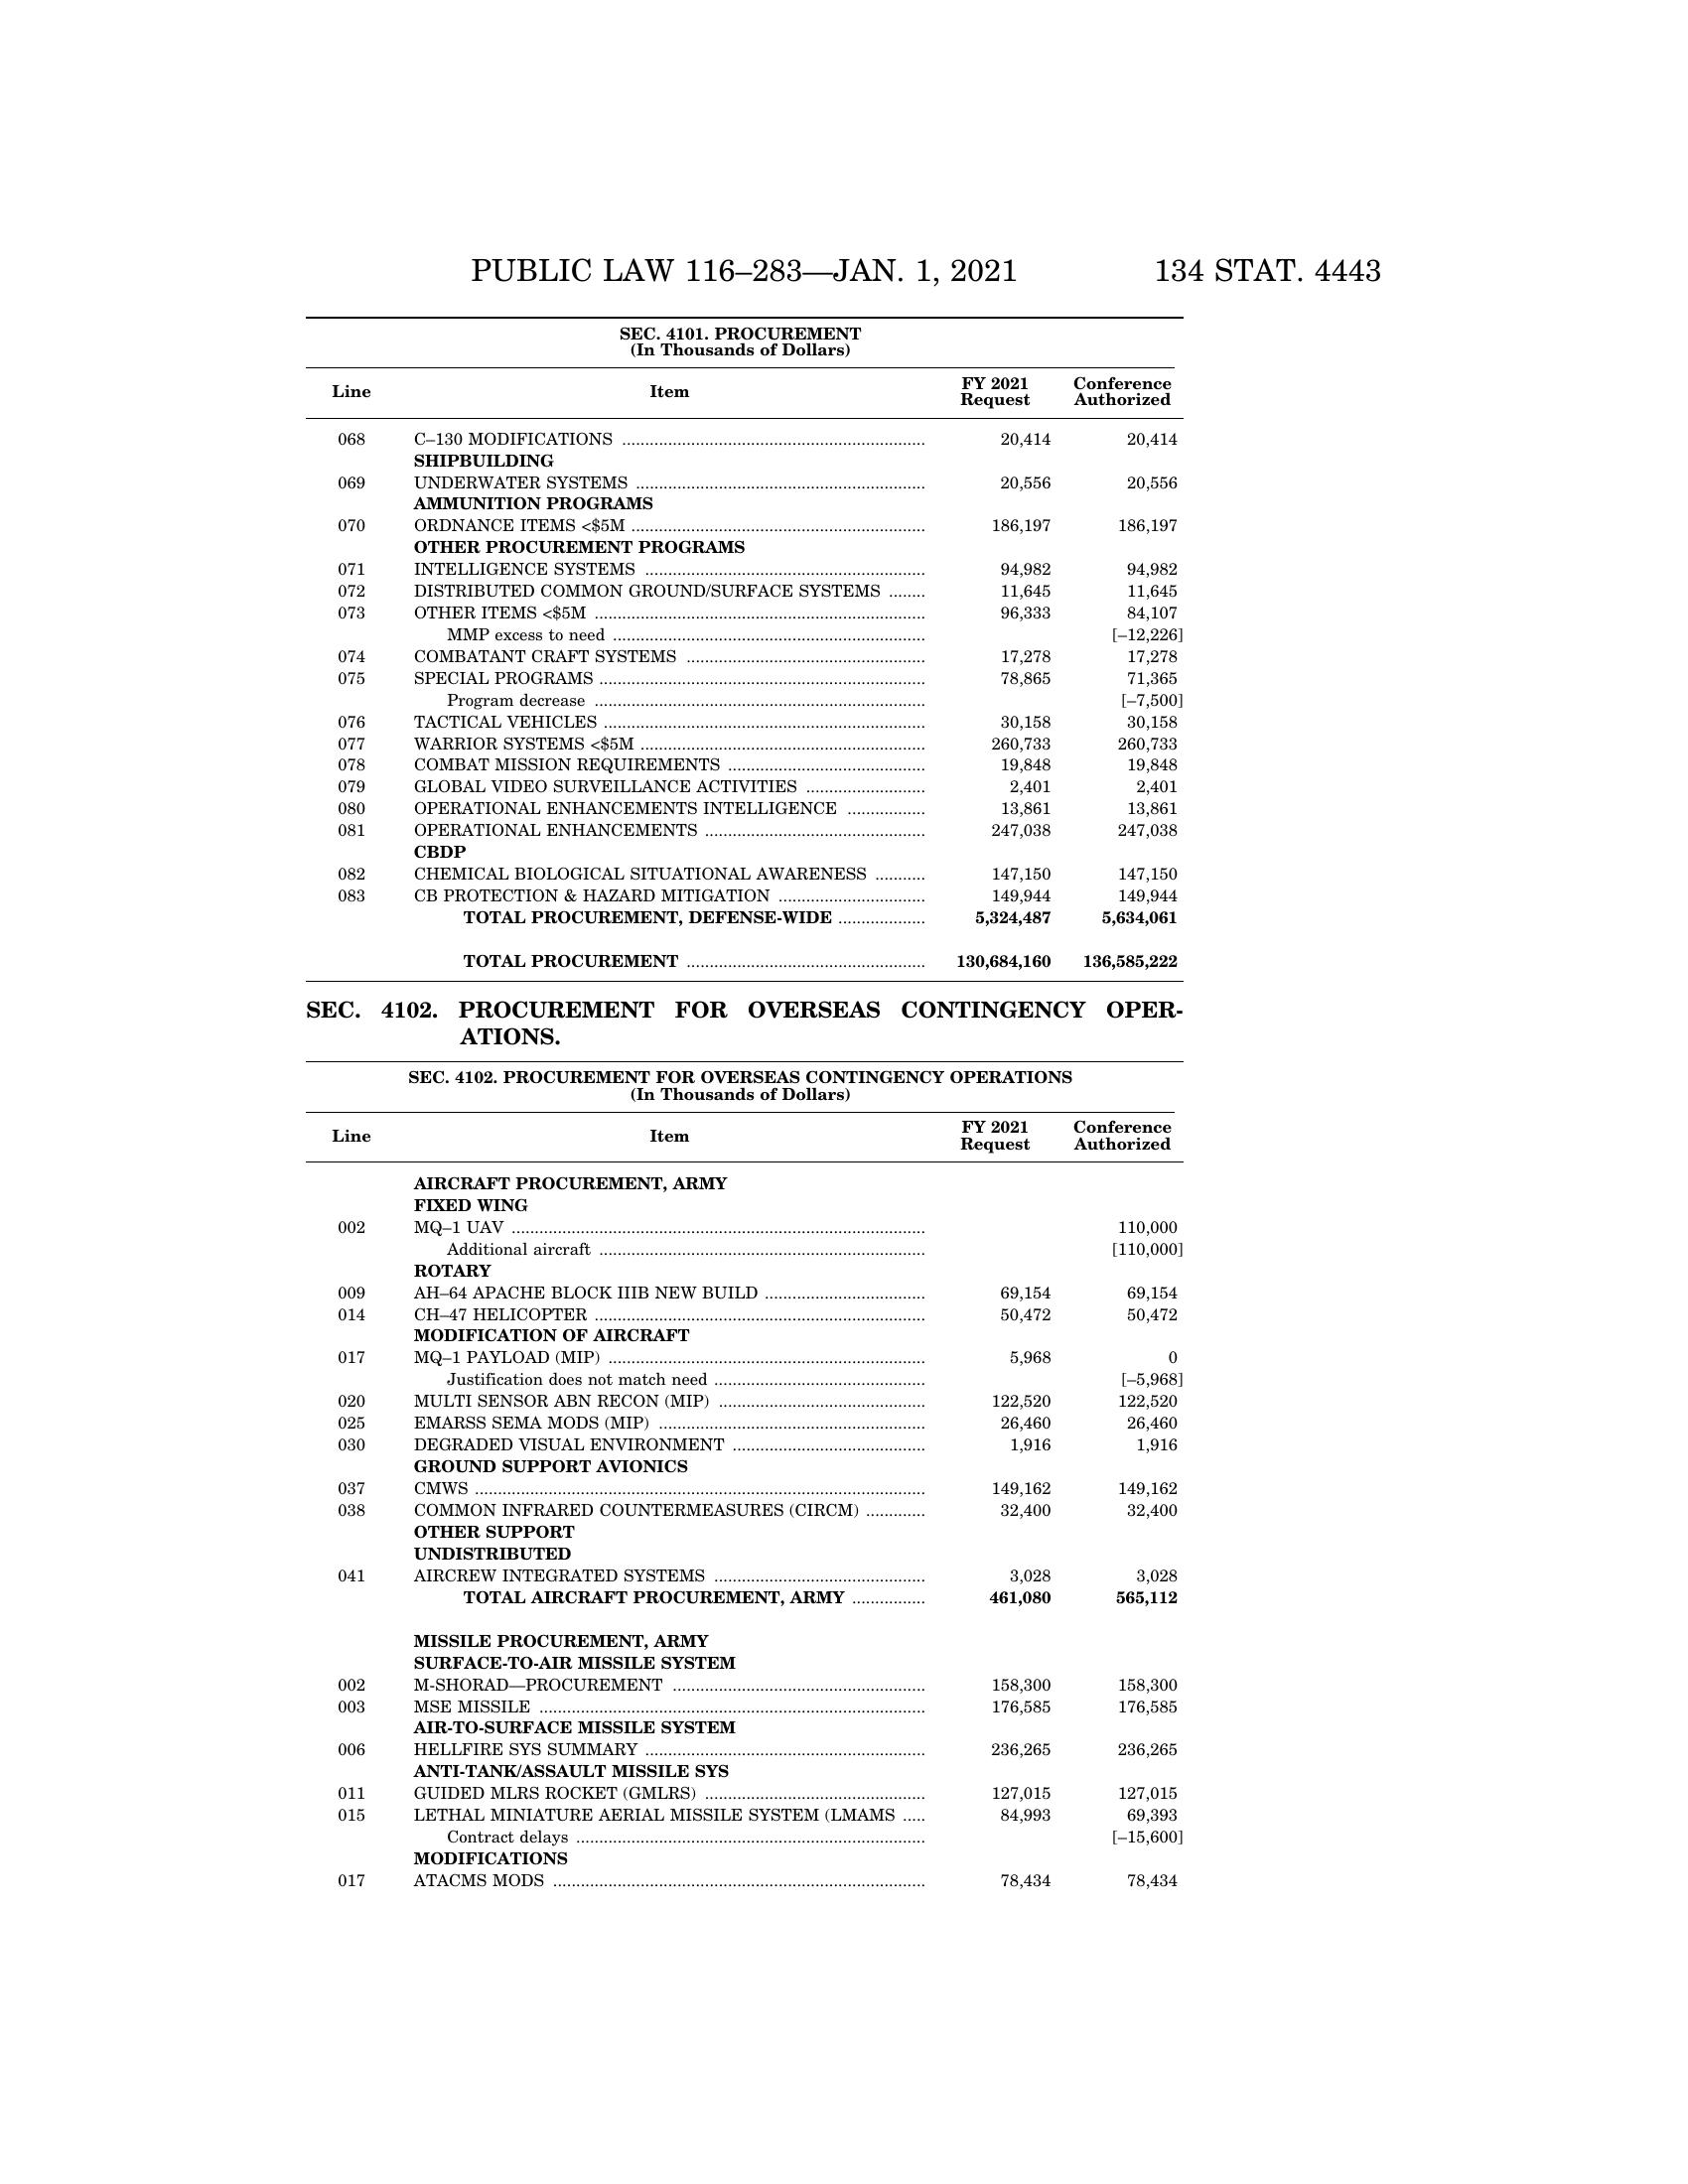 PUBLIC LAW 116–283—JAN. 1, 2021 134 STAT. 4443
SEC. 4101. PROCUREMENT
(In Thousands of Dollars)
Line Item FY 2021 Request Conference Authorized
068 C–130 MODIFICATIONS 20,414 20,414
SHIPBUILDING
069 UNDERWATER SYSTEMS 20,556 20,556
AMMUNITION PROGRAMS
070 ORDNANCE ITEMS <$5M 186,197 186,197
OTHER PROCUREMENT PROGRAMS
071 INTELLIGENCE SYSTEMS 94,982 94,982
072 DISTRIBUTED COMMON GROUND/SURFACE SYSTEMS 11,645 11,645
073 OTHER ITEMS <$5M 96,333 84,107
MMP excess to need [–12,226]
074 COMBATANT CRAFT SYSTEMS 17,278 17,278
075 SPECIAL PROGRAMS 78,865 71,365
Program decrease [–7,500]
076 TACTICAL VEHICLES 30,158 30,158
077 WARRIOR SYSTEMS <$5M 260,733 260,733
078 COMBAT MISSION REQUIREMENTS 19,848 19,848
079 GLOBAL VIDEO SURVEILLANCE ACTIVITIES 2,401 2,401
080 OPERATIONAL ENHANCEMENTS INTELLIGENCE 13,861 13,861
081 OPERATIONAL ENHANCEMENTS 247,038 247,038
CBDP
082 CHEMICAL BIOLOGICAL SITUATIONAL AWARENESS 147,150 147,150
083 CB PROTECTION & HAZARD MITIGATION 149,944 149,944
TOTAL PROCUREMENT, DEFENSE-WIDE 5,324,487 5,634,061
TOTAL PROCUREMENT 130,684,160 136,585,222
SEC. 4102. PROCUREMENT FOR OVERSEAS CONTINGENCY OPER-
ATIONS.
SEC. 4102. PROCUREMENT FOR OVERSEAS CONTINGENCY OPERATIONS
(In Thousands of Dollars)
Line Item FY 2021 Request Conference Authorized
AIRCRAFT PROCUREMENT, ARMY
FIXED WING
002 MQ–1 UAV 110,000
Additional aircraft [110,000]
ROTARY
009 AH–64 APACHE BLOCK IIIB NEW BUILD 69,154 69,154
014 CH–47 HELICOPTER 50,472 50,472
MODIFICATION OF AIRCRAFT
017 MQ–1 PAYLOAD (MIP) 5,968 0
Justification does not match need [–5,968]
020 MULTI SENSOR ABN RECON (MIP) 122,520 122,520
025 EMARSS SEMA MODS (MIP) 26,460 26,460
030 DEGRADED VISUAL ENVIRONMENT 1,916 1,916
GROUND SUPPORT AVIONICS
037 CMWS 149,162 149,162
038 COMMON INFRARED COUNTERMEASURES (CIRCM) 32,400 32,400
OTHER SUPPORT
UNDISTRIBUTED
041 AIRCREW INTEGRATED SYSTEMS 3,028 3,028
TOTAL AIRCRAFT PROCUREMENT, ARMY 461,080 565,112
MISSILE PROCUREMENT, ARMY
SURFACE-TO-AIR MISSILE SYSTEM
002 M-SHORAD—PROCUREMENT 158,300 158,300
003 MSE MISSILE 176,585 176,585
AIR-TO-SURFACE MISSILE SYSTEM
006 HELLFIRE SYS SUMMARY 236,265 236,265
ANTI-TANK/ASSAULT MISSILE SYS
011 GUIDED MLRS ROCKET (GMLRS) 127,015 127,015
015 LETHAL MINIATURE AERIAL MISSILE SYSTEM (LMAMS 84,993 69,393
Contract delays [–15,600]
MODIFICATIONS
017 ATACMS MODS 78,434 78,434